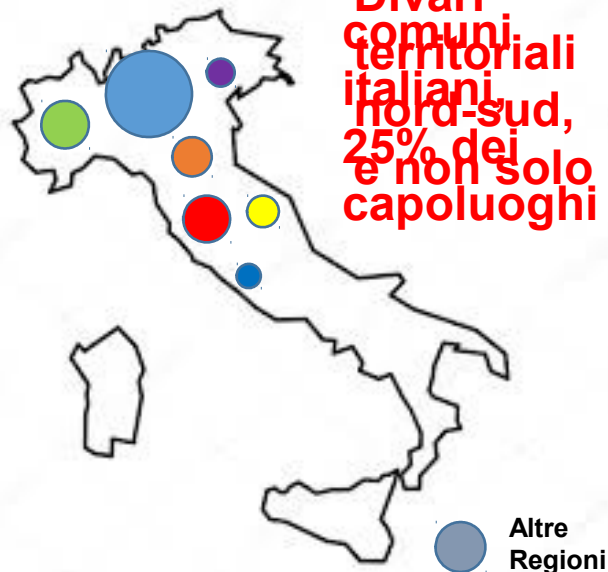 Divari
territoriali
nord-sud,
e non solo
comuni
italiani,
25% dei
capoluoghi
Altre
Regioni